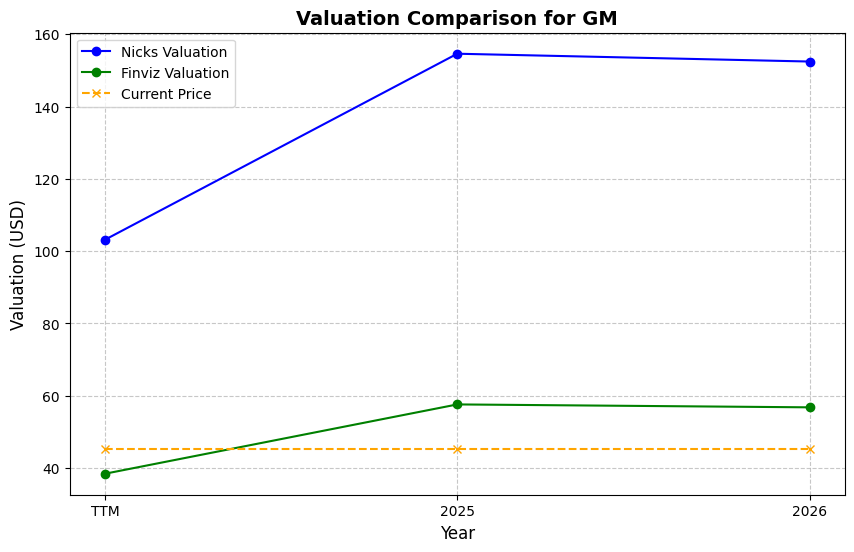 Valuation Comparison for GM
Nicks Valuation
Finviz Valuation
Current Price
Valuation (USD)
160
140
120
100
80
60
40
TTM
2025
2026
Year